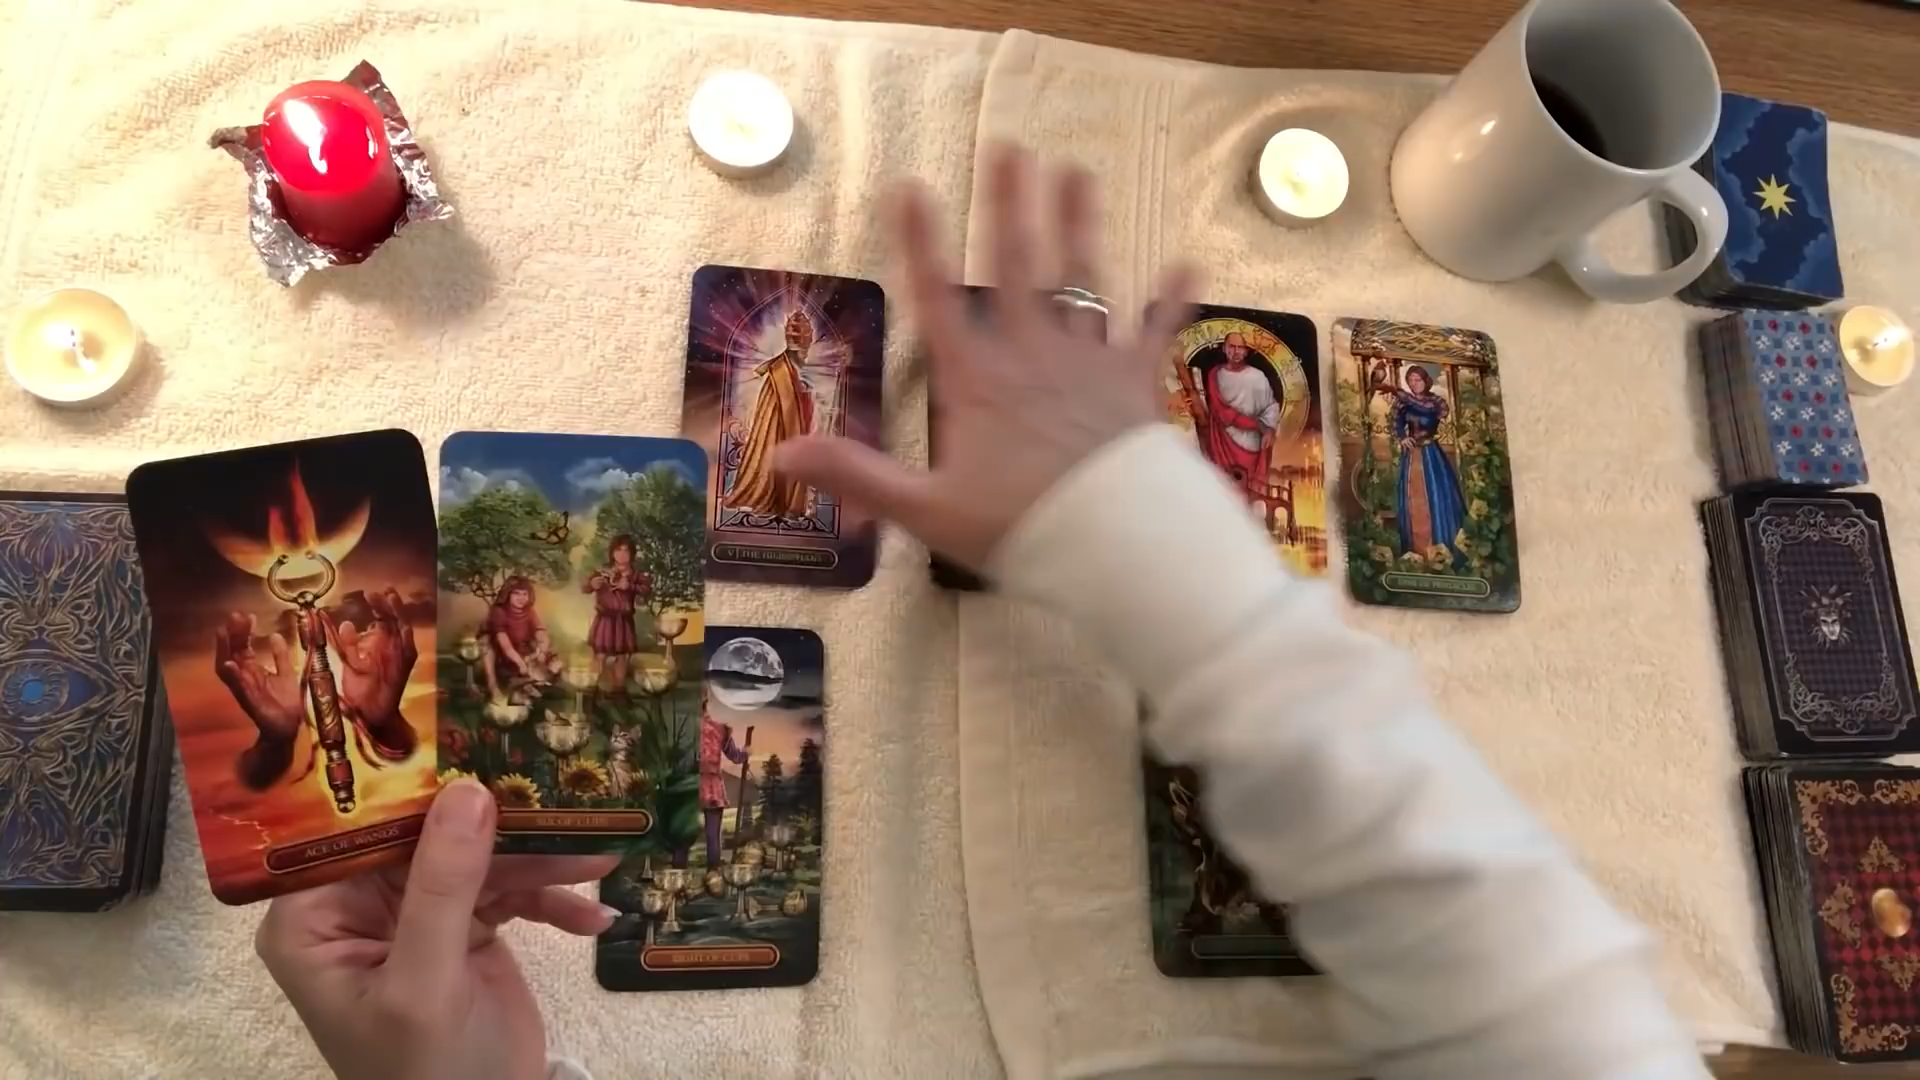 V | THE HIEROPHANT
ACE OF WANDS
SIX OF CUPS
EIGHT OF CUPS